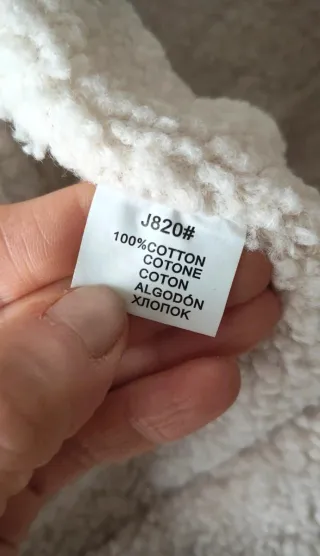 J820#
100%COTTON
COTONE
COTON
ALGODÓN
ХЛОПОК